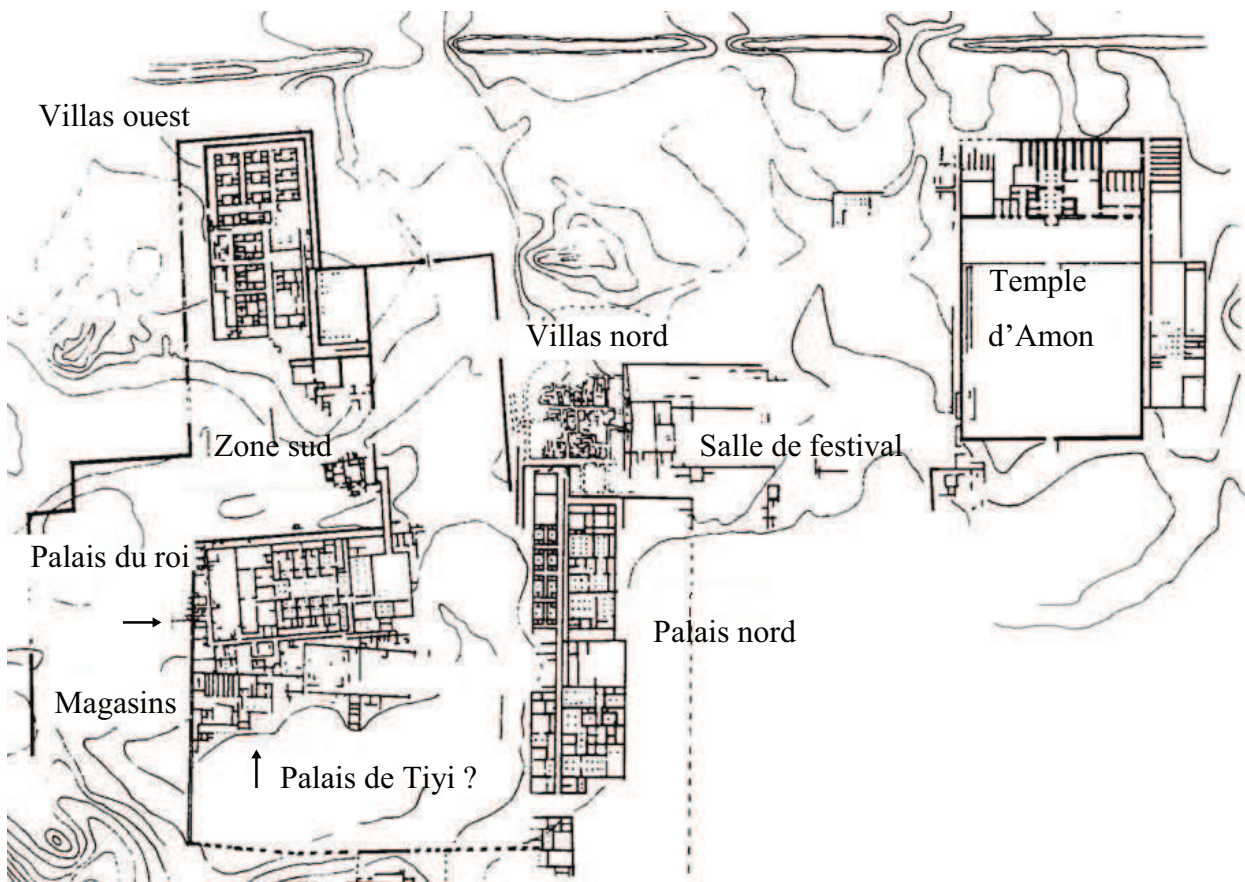 Villas ouest
Temple
d’Amon
Villas nord
Zone sud
Salle de festival
Palais du roi
Palais nord
Magasins
Palais de Tiyi ?